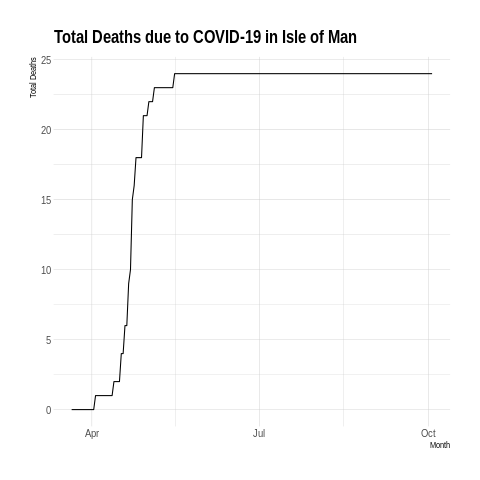 Total Deaths due to COVID-19 in Isle of Man
Total Deaths
25
20
15
10
5
0
Apr
Jul
Oct
Month